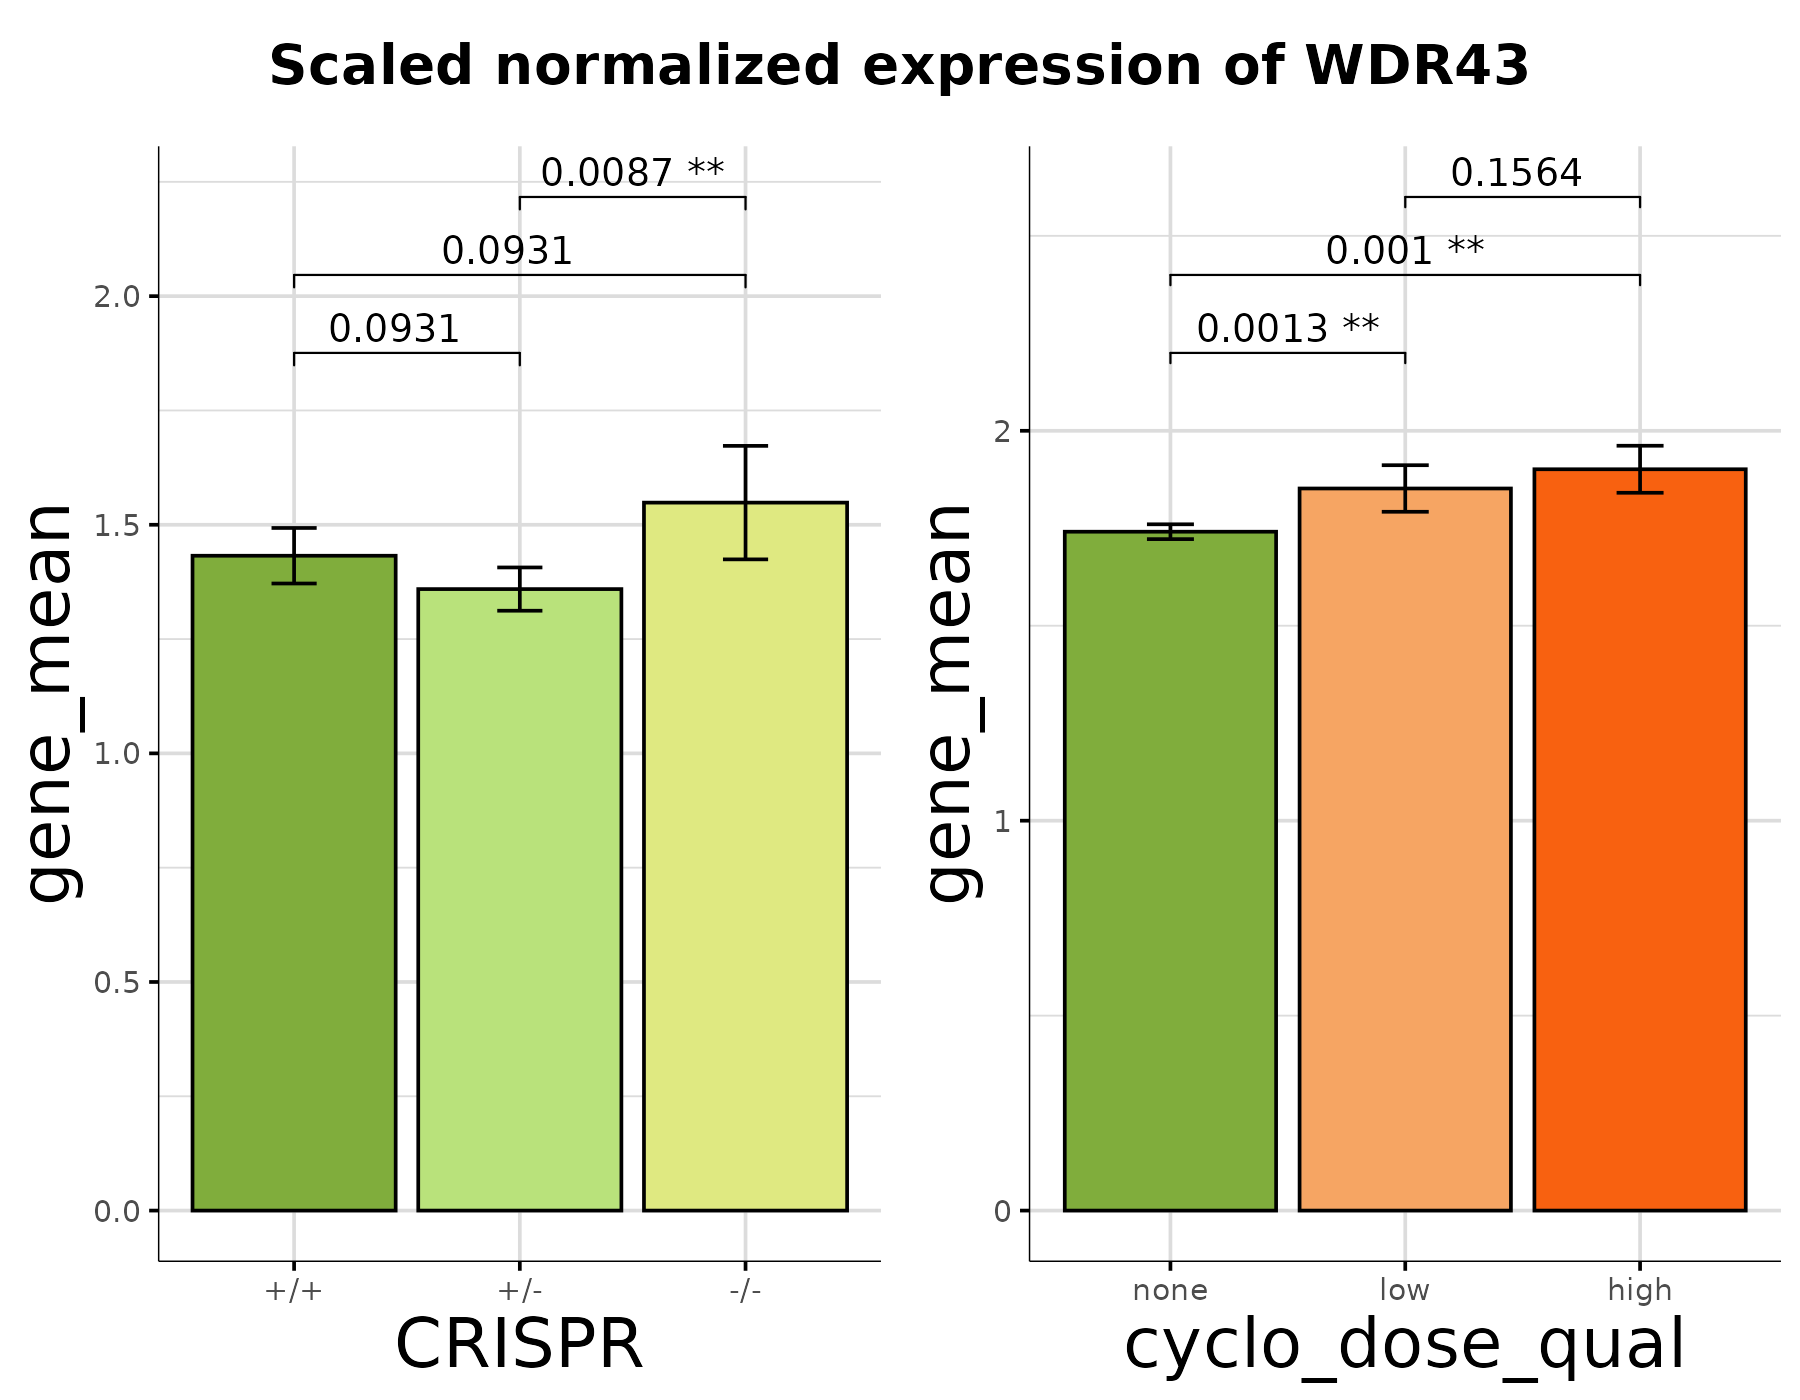 Scaled normalized expression of WDR43
gene_mean
2.0
1.5
1.0
0.5
0.0
0.0087 **
0.0931
0.0931
+/+
+/-
-/-
CRISPR
gene_mean
2
1
0
0.1564
0.001 **
0.0013 **
none
low
high
cyclo_dose_qual